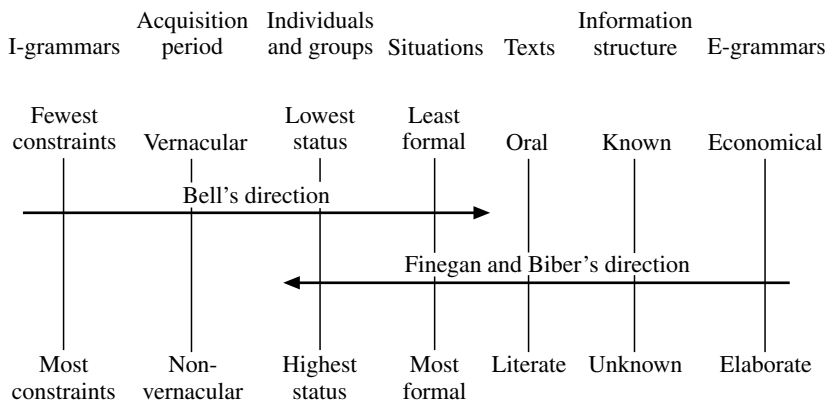 I-grammars
Acquisition
period
Individuals
and groups
Situations
Texts
Information
structure
E-grammars
Fewest
constraints
Vernacular
Lowest
status
Least
formal
Oral
Known
Economical
Bell’s direction
Finegan and Biber’s direction
Most
constraints
Non-
vernacular
Highest
status
Most
formal
Literate
Unknown
Elaborate